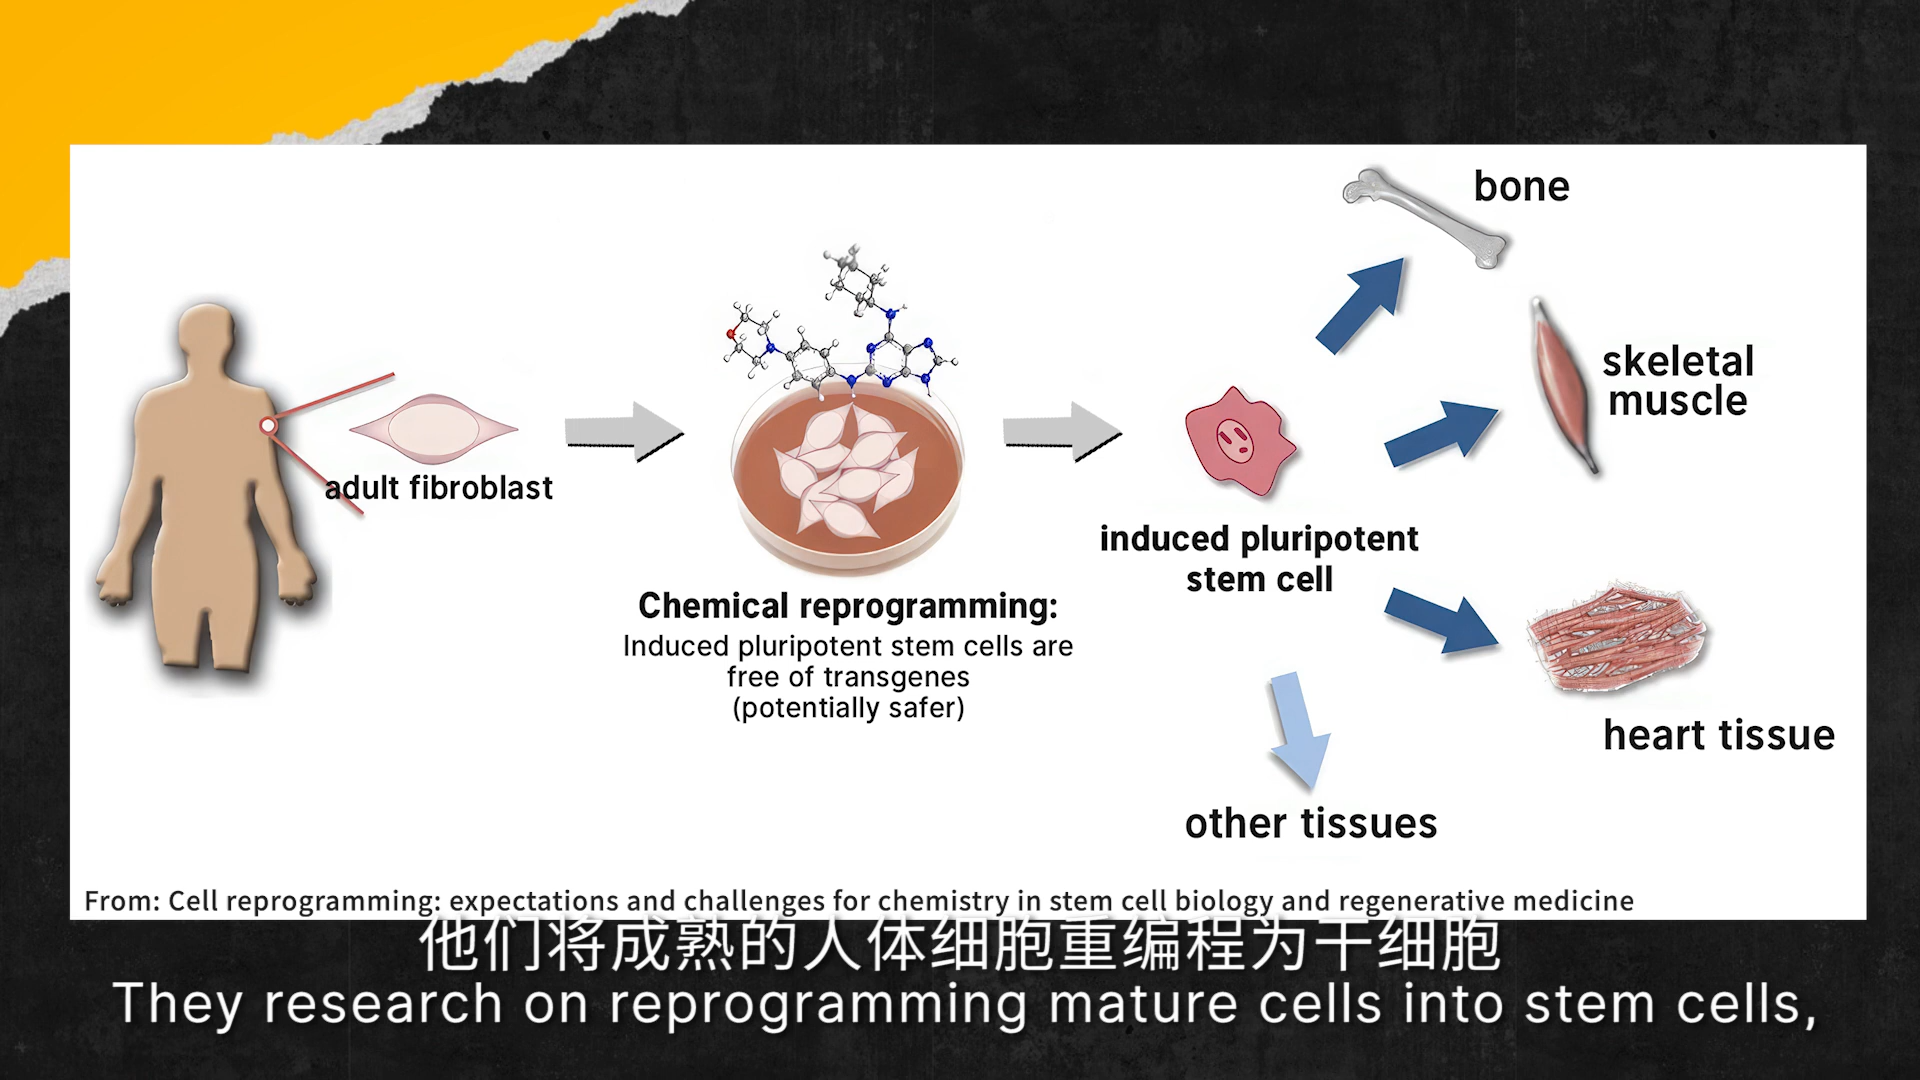 bone
skeletal
muscle
adult fibroblast
induced pluripotent
stem cell
Chemical reprogramming:
Induced pluripotent stem cells are
free of transgenes
(potentially safer)
heart tissue
other tissues
From: Cell reprogramming: expectations and challenges for chemistry in stem cell biology and regenerative medicine
他们将成熟的人体细胞重编程为干细胞
They research on reprogramming mature cells into stem cells,